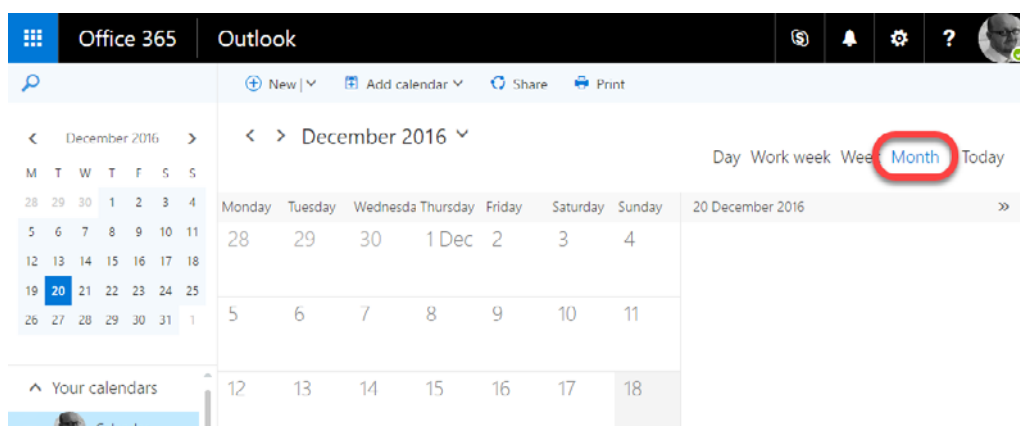 Office 365 Outlook ?
New | Add calendar Share Print
December 2016
M T W T F S S
28 29 30 1 2 3 4
5 6 7 8 9 10 11
12 13 14 15 16 17 18
19 20 21 22 23 24 25
26 27 28 29 30 31 1
Your calendars
December 2016
Day Work week Wee Month Today
Monday Tuesday Wednesda Thursday Friday Saturday Sunday 20 December 2016
28 29 30 1 Dec 2 3 4
5 6 7 8 9 10 11
12 13 14 15 16 17 18